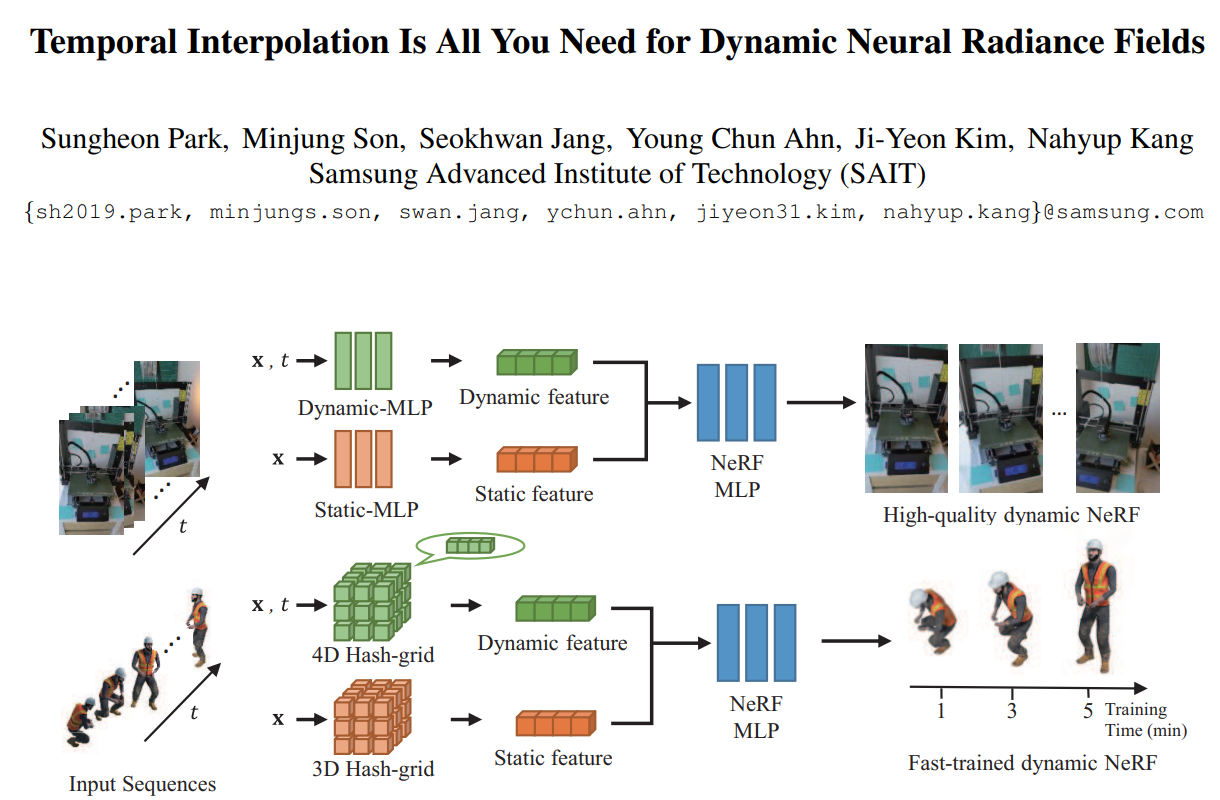 Temporal Interpolation Is All You Need for Dynamic Neural Radiance Fields
Sungheon Park, Minjung Son, Seokhwan Jang, Young Chun Ahn, Ji-Yeon Kim, Nahyup Kang
Samsung Advanced Institute of Technology (SAIT)
{sh2019.park, minjungs.son, swan.jang, ychun.ahn, jiyeon31.kim, nahyup.kang}@samsung.com
x , t
Dynamic-MLP
Dynamic feature
x
Static-MLP
Static feature
NeRF
MLP
...
High-quality dynamic NeRF
t
x , t
4D Hash-grid
Dynamic feature
x
3D Hash-grid
Static feature
NeRF
MLP
1
3
5
Training
Time (min)
Fast-trained dynamic NeRF
t
Input Sequences